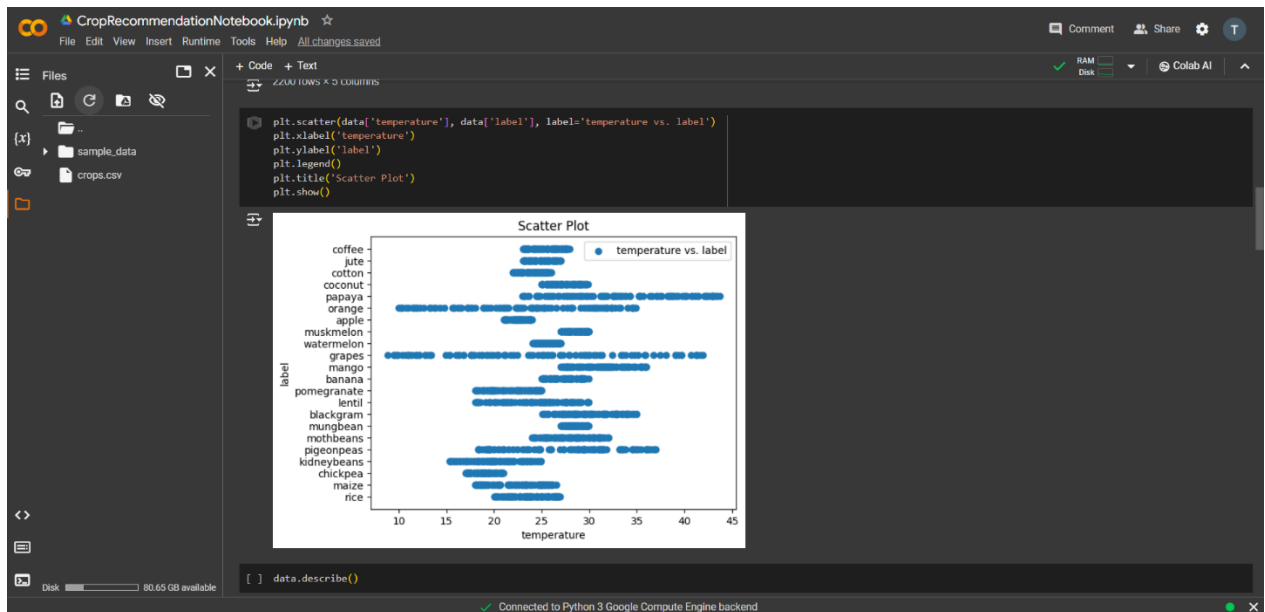 CO
CropRecommendationNotebook.ipynb
File Edit View Insert Runtime Tools Help All changes saved
Comment
Share
T
Files
+ Code + Text
RAM
Disk
Colab AI
2200 rows × 5 columns
..
sample_data
crops.csv
{x}
plt.scatter(data['temperature'], data['label'], label='temperature vs. label')
plt.xlabel('temperature')
plt.ylabel('label')
plt.legend()
plt.title('Scatter Plot')
plt.show()
Scatter Plot
temperature vs. label
coffee
jute
cotton
coconut
papaya
orange
apple
muskmelon
watermelon
grapes
mango
banana
pomegranate
lentil
blackgram
mungbean
mothbeans
pigeonpeas
kidneybeans
chickpea
maize
rice
label
10 15 20 25 30 35 40 45
temperature
[ ] data.describe()
Disk 80.65 GB available
Connected to Python 3 Google Compute Engine backend